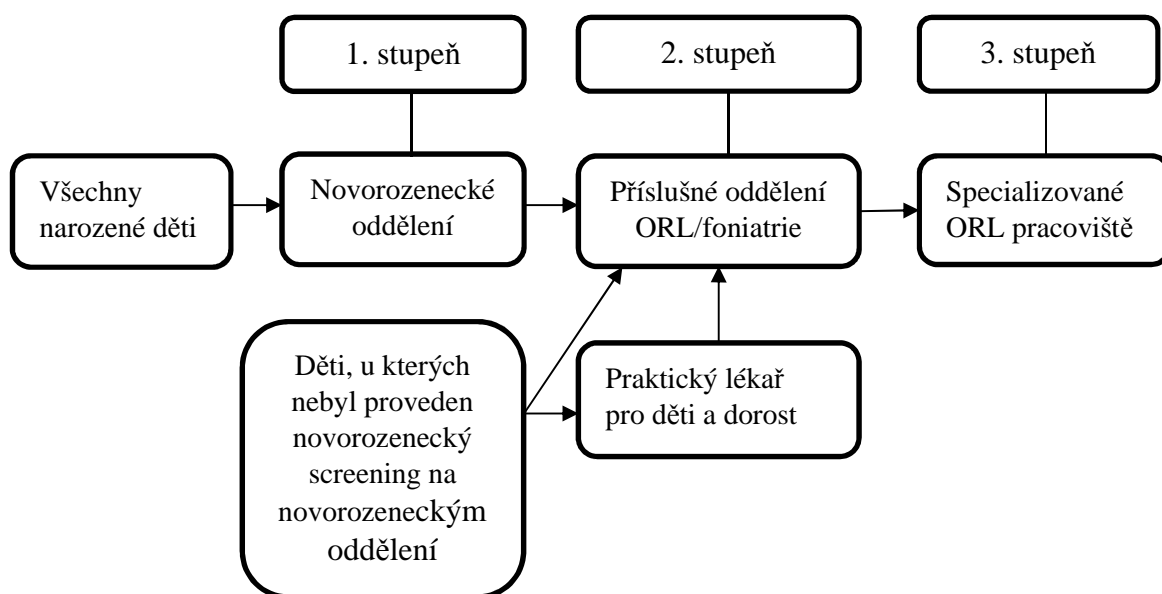 1. stupeň
2. stupeň
3. stupeň
Všechny
narozené děti
Novorozenecké
oddělení
Příslušné oddělení
ORL/foniatrie
Specializované
ORL pracoviště
Děti, u kterých
nebyl proveden
novorozenecký
screening na
novorozeneckým
oddělení
Praktický lékař
pro děti a dorost